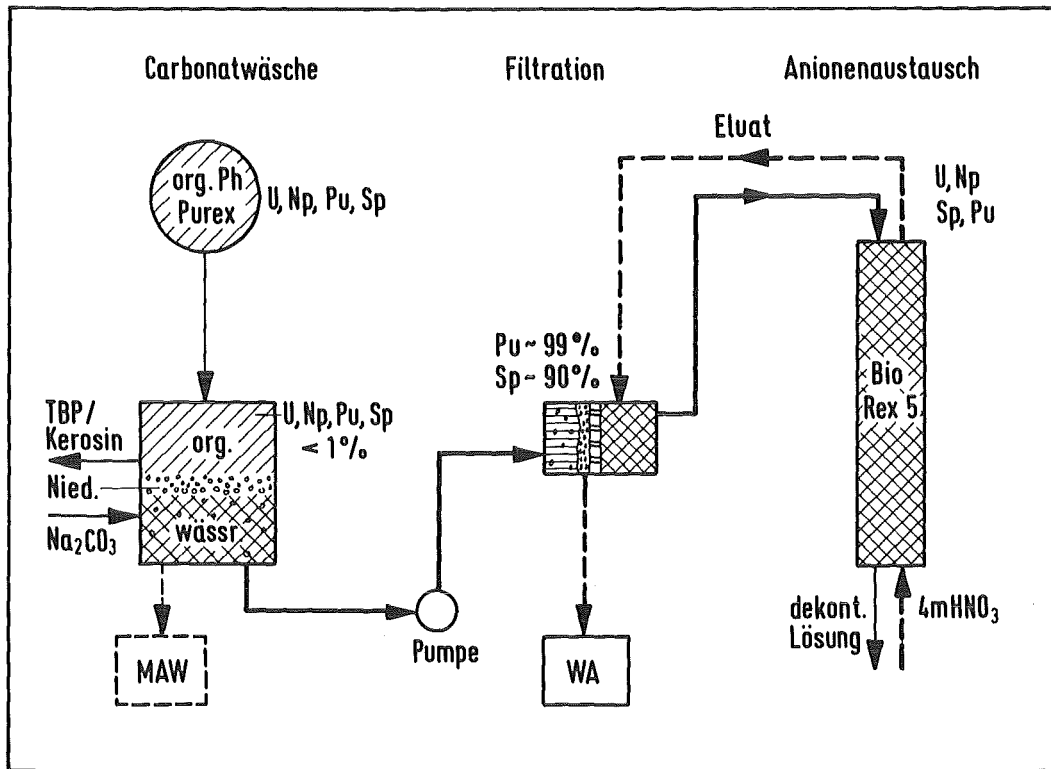 Carbonatwäsche
Filtration
Anionenaustausch
org. Ph
Purex
U, Np, Pu, Sp
Eluat
U, Np
Sp, Pu
Pu ~ 99 %
Sp ~ 90 %
TBP/
Kerosin
U, Np, Pu, Sp
< 1 %
org.
Nied.
wässr.
Na₂CO₃
Bio
Rex 5
MAW
Pumpe
WA
dekont.
Lösung
4mHNO₃